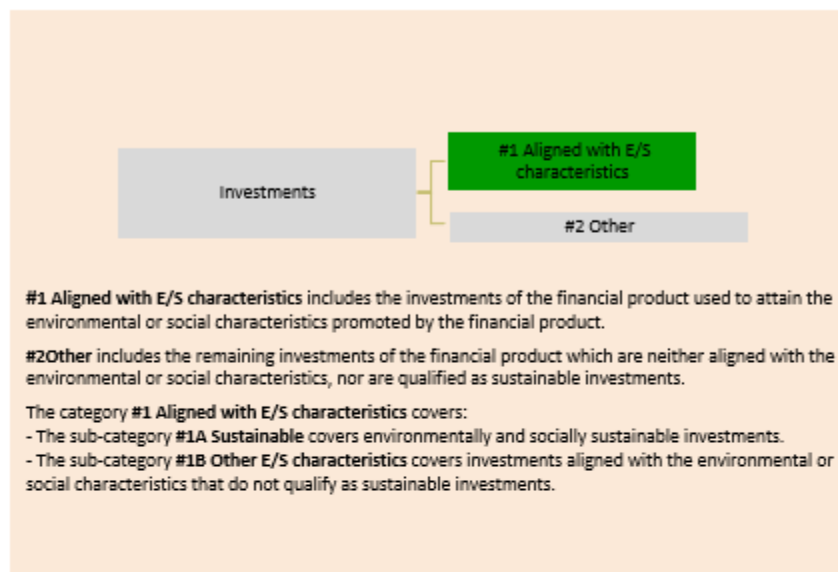 #1 Aligned with E/S
characteristics
Investments
#2 Other
#1 Aligned with E/S characteristics includes the investments of the financial product used to attain the
environmental or social characteristics promoted by the financial product.
#2Other includes the remaining investments of the financial product which are neither aligned with the
environmental or social characteristics, nor are qualified as sustainable investments.
The category #1 Aligned with E/S characteristics covers:
- The sub-category #1A Sustainable covers environmentally and socially sustainable investments.
- The sub-category #1B Other E/S characteristics covers investments aligned with the environmental or
social characteristics that do not qualify as sustainable investments.